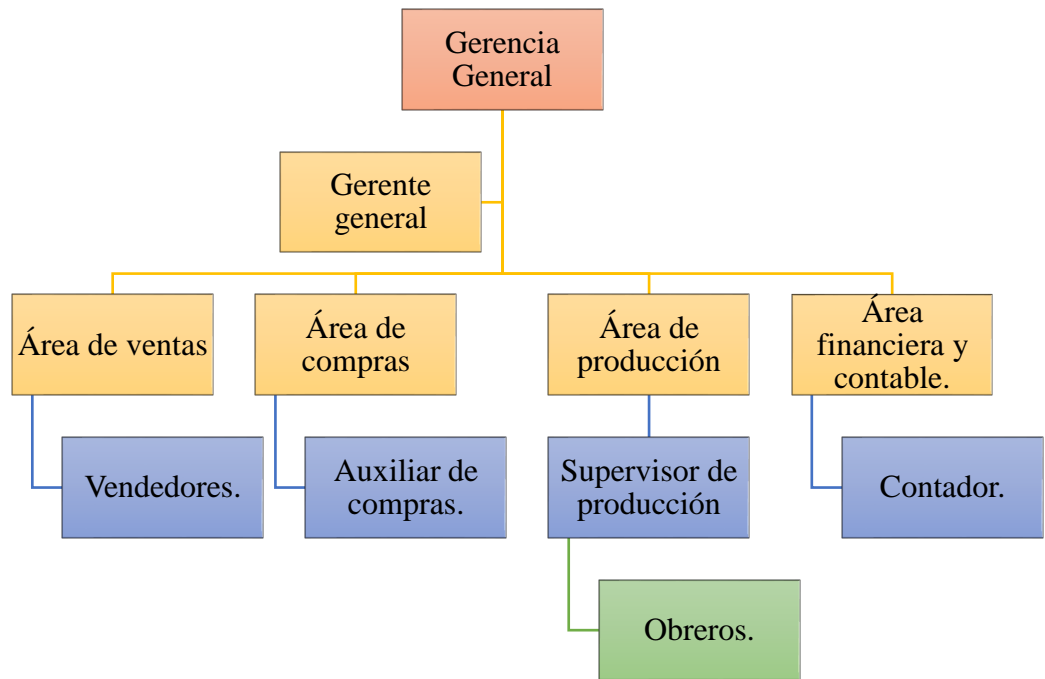 Gerencia
General
Gerente
general
Área de ventas
Área de
compras
Área de
producción
Área
financiera y
contable.
Vendedores.
Auxiliar de
compras.
Supervisor de
producción
Contador.
Obreros.